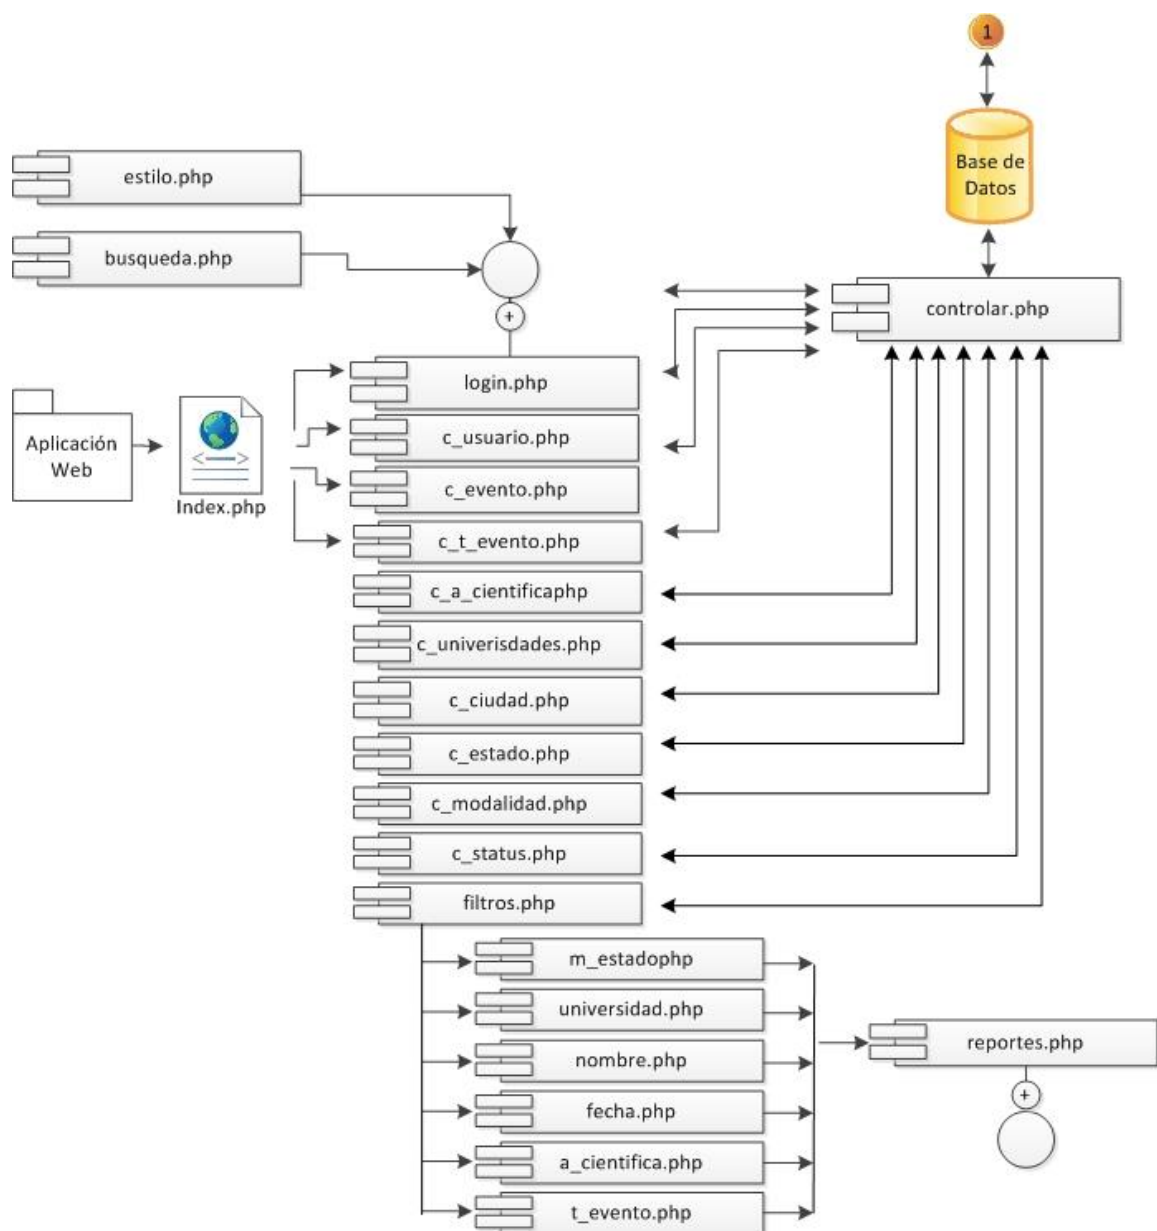 1
Base de
Datos
estilo.php
busqueda.php
controlar.php
+
login.php
Aplicación
Web
Index.php
c_usuario.php
c_evento.php
c_t_evento.php
c_a_cientificaphp
c_univerisdades.php
c_ciudad.php
c_estado.php
c_modalidad.php
c_status.php
filtros.php
m_estadophp
universidad.php
nombre.php
fecha.php
a_cientifica.php
t_evento.php
reportes.php
+